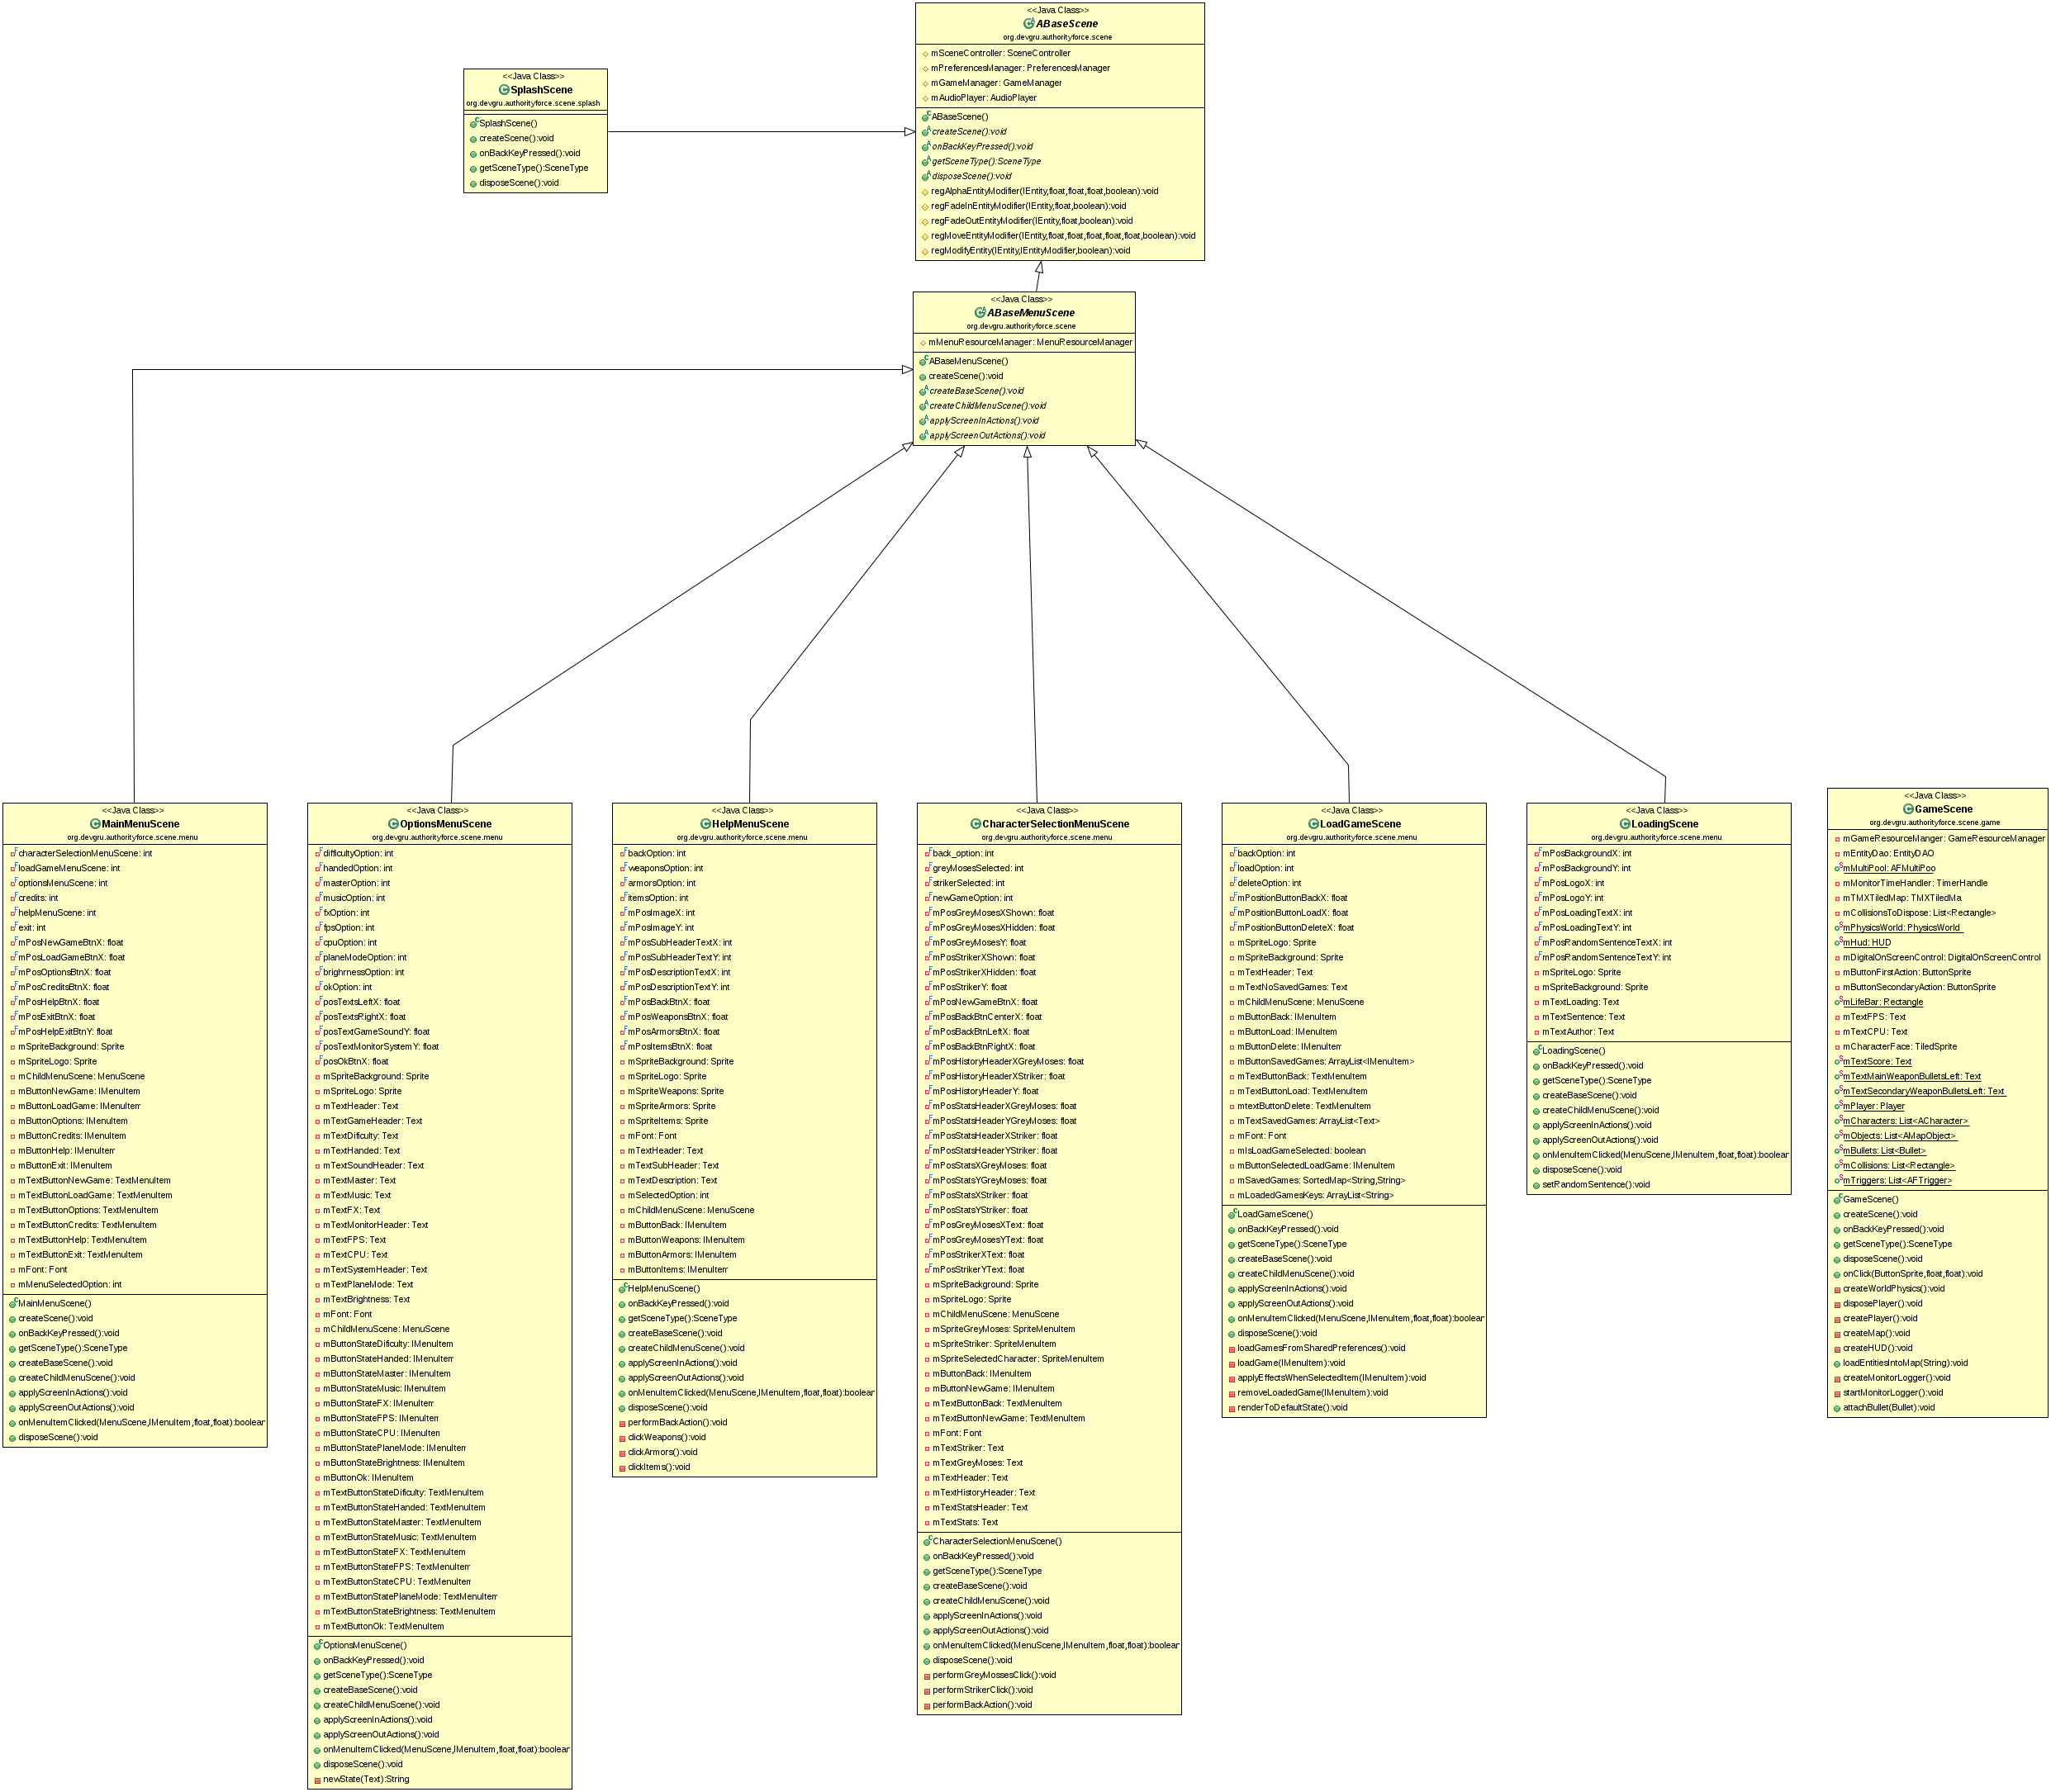 <<Java Class>>
ABaseScene
org.devgru.authorityforce.scene
mSceneController: SceneController
mPreferencesManager: PreferencesManager
mGameManager: GameManager
mAudioPlayer: AudioPlayer
ABaseScene()
createScene():void
onBackKeyPressed():void
getSceneType():SceneType
disposeScene():void
regAlphaEntityModifier(IEntity,float,float,float,boolean):void
regFadeInEntityModifier(IEntity,float,boolean):void
regFadeOutEntityModifier(IEntity,float,boolean):void
regMoveEntityModifier(IEntity,float,float,float,float,float,boolean):void
regModifyEntity(IEntity,IEntityModifier,boolean):void
<<Java Class>>
SplashScene
org.devgru.authorityforce.scene.splash
SplashScene()
createScene():void
onBackKeyPressed():void
getSceneType():SceneType
disposeScene():void
<<Java Class>>
ABaseMenuScene
org.devgru.authorityforce.scene
mMenuResourceManager: MenuResourceManager
ABaseMenuScene()
createScene():void
createBaseScene():void
createChildMenuScene():void
applyScreenInActions():void
applyScreenOutActions():void
<<Java Class>>
MainMenuScene
org.devgru.authorityforce.scene.menu
characterSelectionMenuScene: int
loadGameMenuScene: int
optionsMenuScene: int
credits: int
helpMenuScene: int
exit: int
mPosNewGameBtnX: float
mPosLoadGameBtnX: float
mPosOptionsBtnX: float
mPosCreditsBtnX: float
mPosHelpBtnX: float
mPosExitBtnX: float
mPosHelpExitBtnY: float
mSpriteBackground: Sprite
mSpriteLogo: Sprite
mChildMenuScene: MenuScene
mButtonNewGame: IMenuItem
mButtonLoadGame: IMenuItem
mButtonOptions: IMenuItem
mButtonCredits: IMenuItem
mButtonHelp: IMenuItem
mButtonExit: IMenuItem
mTextButtonNewGame: TextMenuItem
mTextButtonLoadGame: TextMenuItem
mTextButtonOptions: TextMenuItem
mTextButtonCredits: TextMenuItem
mTextButtonHelp: TextMenuItem
mTextButtonExit: TextMenuItem
mFont: Font
mMenuSelectedOption: int
MainMenuScene()
createScene():void
onBackKeyPressed():void
getSceneType():SceneType
createBaseScene():void
createChildMenuScene():void
applyScreenInActions():void
applyScreenOutActions():void
onMenuItemClicked(MenuScene,IMenuItem,float,float):boolean
disposeScene():void
<<Java Class>>
OptionsMenuScene
org.devgru.authorityforce.scene.menu
difficultyOption: int
handedOption: int
masterOption: int
musicOption: int
fxOption: int
fpsOption: int
cpuOption: int
planeModeOption: int
brighrnessOption: int
okOption: int
posTextsLeftX: float
posTextsRightX: float
posTextGameSoundY: float
posTextMonitorSystemY: float
posOkBtnX: float
mSpriteBackground: Sprite
mSpriteLogo: Sprite
mTextHeader: Text
mTextGameHeader: Text
mTextDificulty: Text
mTextHanded: Text
mTextSoundHeader: Text
mTextMaster: Text
mTextMusic: Text
mTextFX: Text
mTextMonitorHeader: Text
mTextFPS: Text
mTextCPU: Text
mTextSystemHeader: Text
mTextPlaneMode: Text
mTextBrightness: Text
mFont: Font
mChildMenuScene: MenuScene
mButtonStateDificulty: IMenuItem
mButtonStateHanded: IMenuItem
mButtonStateMaster: IMenuItem
mButtonStateMusic: IMenuItem
mButtonStateFX: IMenuItem
mButtonStateFPS: IMenuItem
mButtonStateCPU: IMenuItem
mButtonStatePlaneMode: IMenuItem
mButtonStateBrightness: IMenuItem
mButtonOk: IMenuItem
mTextButtonStateDificulty: TextMenuItem
mTextButtonStateHanded: TextMenuItem
mTextButtonStateMaster: TextMenuItem
mTextButtonStateMusic: TextMenuItem
mTextButtonStateFX: TextMenuItem
mTextButtonStateFPS: TextMenuItem
mTextButtonStateCPU: TextMenuItem
mTextButtonStatePlaneMode: TextMenuItem
mTextButtonStateBrightness: TextMenuItem
mTextButtonOk: TextMenuItem
OptionsMenuScene()
onBackKeyPressed():void
getSceneType():SceneType
createBaseScene():void
createChildMenuScene():void
applyScreenInActions():void
applyScreenOutActions():void
onMenuItemClicked(MenuScene,IMenuItem,float,float):boolean
disposeScene():void
newState(Text):String
<<Java Class>>
HelpMenuScene
org.devgru.authorityforce.scene.menu
backOption: int
weaponsOption: int
armorsOption: int
itemsOption: int
mPosImageX: int
mPosImageY: int
mPosSubHeaderTextX: int
mPosSubHeaderTextY: int
mPosDescriptionTextX: int
mPosDescriptionTextY: int
mPosBackBtnX: float
mPosWeaponsBtnX: float
mPosArmorsBtnX: float
mPosItemsBtnX: float
mSpriteBackground: Sprite
mSpriteLogo: Sprite
mSpriteWeapons: Sprite
mSpriteArmors: Sprite
mSpriteItems: Sprite
mFont: Font
mTextHeader: Text
mTextSubHeader: Text
mTextDescription: Text
mSelectedOption: int
mChildMenuScene: MenuScene
mButtonBack: IMenuItem
mButtonWeapons: IMenuItem
mButtonArmors: IMenuItem
mButtonItems: IMenuItem
HelpMenuScene()
onBackKeyPressed():void
getSceneType():SceneType
createBaseScene():void
createChildMenuScene():void
applyScreenInActions():void
applyScreenOutActions():void
onMenuItemClicked(MenuScene,IMenuItem,float,float):boolean
disposeScene():void
performBackAction():void
clickWeapons():void
clickArmors():void
clickItems():void
<<Java Class>>
CharacterSelectionMenuScene
org.devgru.authorityforce.scene.menu
back_option: int
greyMosesSelected: int
strikerSelected: int
newGameOption: int
mPosGreyMosesXShown: float
mPosGreyMosesXHidden: float
mPosGreyMosesY: float
mPosStrikerXShown: float
mPosStrikerXHidden: float
mPosStrikerY: float
mPosNewGameBtnX: float
mPosBackBtnCenterX: float
mPosBackBtnLeftX: float
mPosBackBtnRightX: float
mPosHistoryHeaderXGreyMoses: float
mPosHistoryHeaderXStriker: float
mPosHistoryHeaderY: float
mPosStatsHeaderXGreyMoses: float
mPosStatsHeaderYGreyMoses: float
mPosStatsHeaderXStriker: float
mPosStatsHeaderYStriker: float
mPosStatsXGreyMoses: float
mPosStatsYGreyMoses: float
mPosStatsXStriker: float
mPosStatsYStriker: float
mPosGreyMosesXText: float
mPosGreyMosesYText: float
mPosStrikerXText: float
mPosStrikerYText: float
mSpriteBackground: Sprite
mSpriteLogo: Sprite
mChildMenuScene: MenuScene
mSpriteGreyMoses: SpriteMenuItem
mSpriteStriker: SpriteMenuItem
mSpriteSelectedCharacter: SpriteMenuItem
mButtonBack: IMenuItem
mButtonNewGame: IMenuItem
mTextButtonBack: TextMenuItem
mTextButtonNewGame: TextMenuItem
mFont: Font
mTextStriker: Text
mTextGreyMoses: Text
mTextHeader: Text
mTextHistoryHeader: Text
mTextStatsHeader: Text
mTextStats: Text
CharacterSelectionMenuScene()
onBackKeyPressed():void
getSceneType():SceneType
createBaseScene():void
createChildMenuScene():void
applyScreenInActions():void
applyScreenOutActions():void
onMenuItemClicked(MenuScene,IMenuItem,float,float):boolean
disposeScene():void
performGreyMossesClick():void
performStrikerClick():void
performBackAction():void
<<Java Class>>
LoadGameScene
org.devgru.authorityforce.scene.menu
backOption: int
loadOption: int
deleteOption: int
mPositionButtonBackX: float
mPositionButtonLoadX: float
mPositionButtonDeleteX: float
mSpriteLogo: Sprite
mSpriteBackground: Sprite
mTextHeader: Text
mTextNoSavedGames: Text
mChildMenuScene: MenuScene
mButtonBack: IMenuItem
mButtonLoad: IMenuItem
mButtonDelete: IMenuItem
mButtonSavedGames: ArrayList<IMenuItem>
mTextButtonBack: TextMenuItem
mTextButtonLoad: TextMenuItem
mtextButtonDelete: TextMenuItem
mTextSavedGames: ArrayList<Text>
mFont: Font
mIsLoadGameSelected: boolean
mButtonSelectedLoadGame: IMenuItem
mSavedGames: SortedMap<String,String>
mLoadedGamesKeys: ArrayList<String>
LoadGameScene()
onBackKeyPressed():void
getSceneType():SceneType
createBaseScene():void
createChildMenuScene():void
applyScreenInActions():void
applyScreenOutActions():void
onMenuItemClicked(MenuScene,IMenuItem,float,float):boolean
disposeScene():void
loadGamesFromSharedPreferences():void
loadGame(IMenuItem):void
applyEffectsWhenSelectedItem(IMenuItem):void
removeLoadedGame(IMenuItem):void
renderToDefaultState():void
<<Java Class>>
LoadingScene
org.devgru.authorityforce.scene.menu
mPosBackgroundX: int
mPosBackgroundY: int
mPosLogoX: int
mPosLogoY: int
mPosLoadingTextX: int
mPosLoadingTextY: int
mPosRandomSentenceTextX: int
mPosRandomSentenceTextY: int
mSpriteLogo: Sprite
mSpriteBackground: Sprite
mTextLoading: Text
mTextSentence: Text
mTextAuthor: Text
LoadingScene()
onBackKeyPressed():void
getSceneType():SceneType
createBaseScene():void
createChildMenuScene():void
applyScreenInActions():void
applyScreenOutActions():void
onMenuItemClicked(MenuScene,IMenuItem,float,float):boolean
disposeScene():void
setRandomSentence():void
<<Java Class>>
GameScene
org.devgru.authorityforce.scene.game
mGameResourceManger: GameResourceManager
mEntityDao: EntityDAO
mMultiPool: AFMultiPoo
mMonitorTimeHandler: TimerHandle
mTMXTiledMap: TMXTiledMa
mCollisionsToDispose: List<Rectangle>
mPhysicsWorld: PhysicsWorld
mHud: HUD
mDigitalOnScreenControl: DigitalOnScreenControl
mButtonFirstAction: ButtonSprite
mButtonSecondaryAction: ButtonSprite
mLifeBar: Rectangle
mTextFPS: Text
mTextCPU: Text
mCharacterFace: TiledSprite
mTextScore: Text
mTextMainWeaponBulletsLeft: Text
mTextSecondaryWeaponBulletsLeft: Text
mPlayer: Player
mCharacters: List<ACharacter>
mObjects: List<AMapObject>
mBullets: List<Bullet>
mCollisions: List<Rectangle>
mTriggers: List<AFTrigger>
GameScene()
createScene():void
onBackKeyPressed():void
getSceneType():SceneType
disposeScene():void
onClick(ButtonSprite,float,float):void
createWorldPhysics():void
disposePlayer():void
createPlayer():void
createMap():void
createHUD():void
loadEntitiesIntoMap(String):void
createMonitorLogger():void
startMonitorLogger():void
attachBullet(Bullet):void